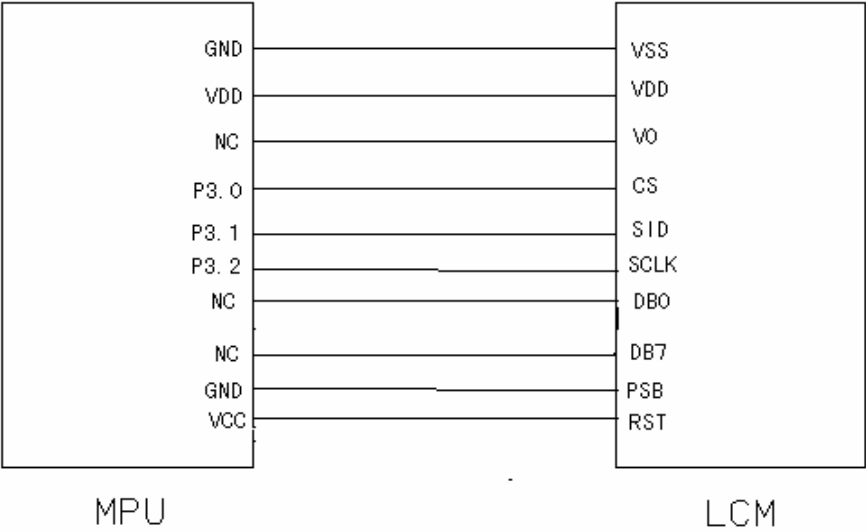 GND VSS
VDD VDD
NC VO
P3.0 CS
P3.1 SID
P3.2 SCLK
NC DB0
NC DB7
GND PSB
VCC RST
MPU LCM